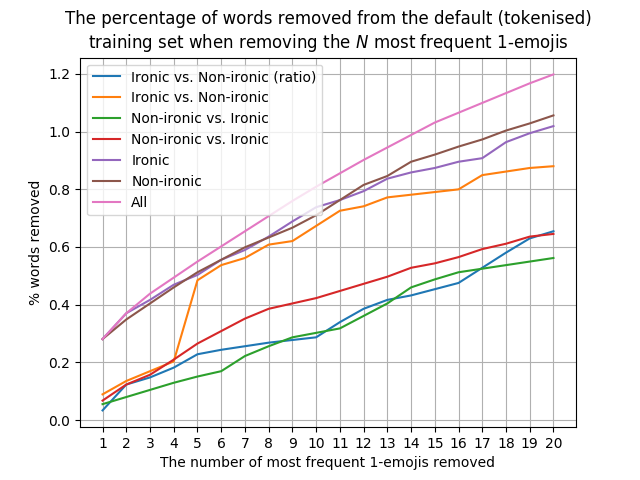 The percentage of words removed from the default (tokenised)
training set when removing the N most frequent 1-emojis
Ironic vs. Non-ironic (ratio)
Ironic vs. Non-ironic
Non-ironic vs. Ironic
Non-ironic vs. Ironic
Ironic
Non-ironic
All
% words removed
1.2
1.0
0.8
0.6
0.4
0.2
0.0
1 2 3 4 5 6 7 8 9 10 11 12 13 14 15 16 17 18 19 20
The number of most frequent 1-emojis removed